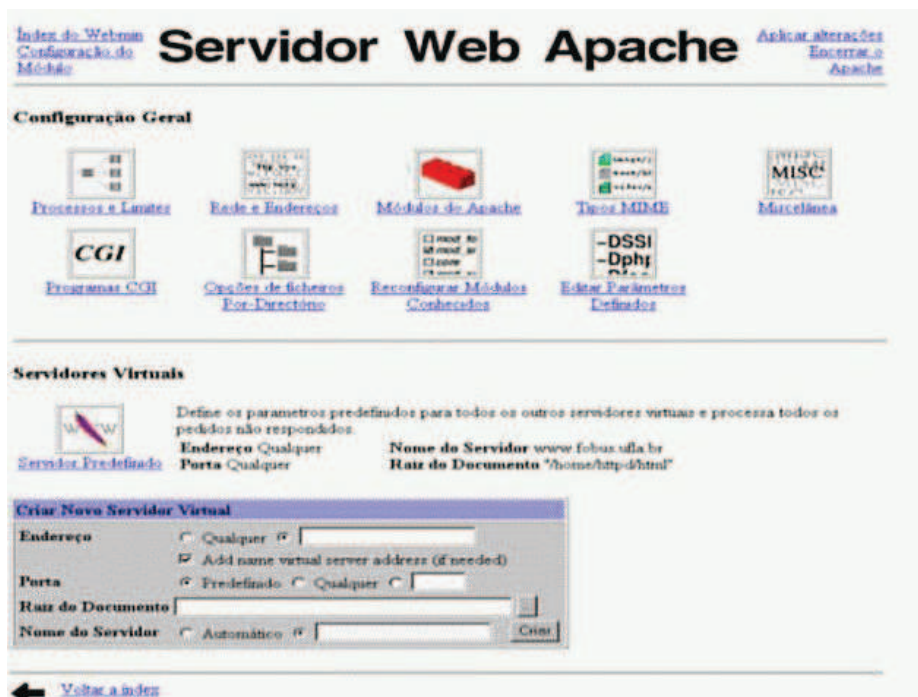 Índex do Webmin
Configuração do
Módulo
Servidor Web Apache
Aplicar alterações
Encerrar o
Apache
Configuração Geral
Processos e Limites
Rede e Endereços
Módulos do Apache
Tipos MIME
MISC
Miscelânea
CGI
Programas CGI
Opções de ficheiros
Por-Directório
Reconfigurar Módulos
Conhecidos
-DSSI
-Dphp
Editar Parâmetros
Definidos
Servidores Virtuais
Servidor Predefinido
Define os parametros predefinidos para todos os outros servidores virtuais e processa todos os
pedidos não respondidos.
Endereço Qualquer
Nome do Servidor www.fobus.ufla.br
Porta Qualquer
Raiz do Documento "/home/httpd/html"
Criar Novo Servidor Virtual
Endereço Qualquer
Add name virtual server address (if needed)
Porta Predefinido Qualquer
Raiz do Documento
Nome do Servidor Automático Criar
Voltar a índex